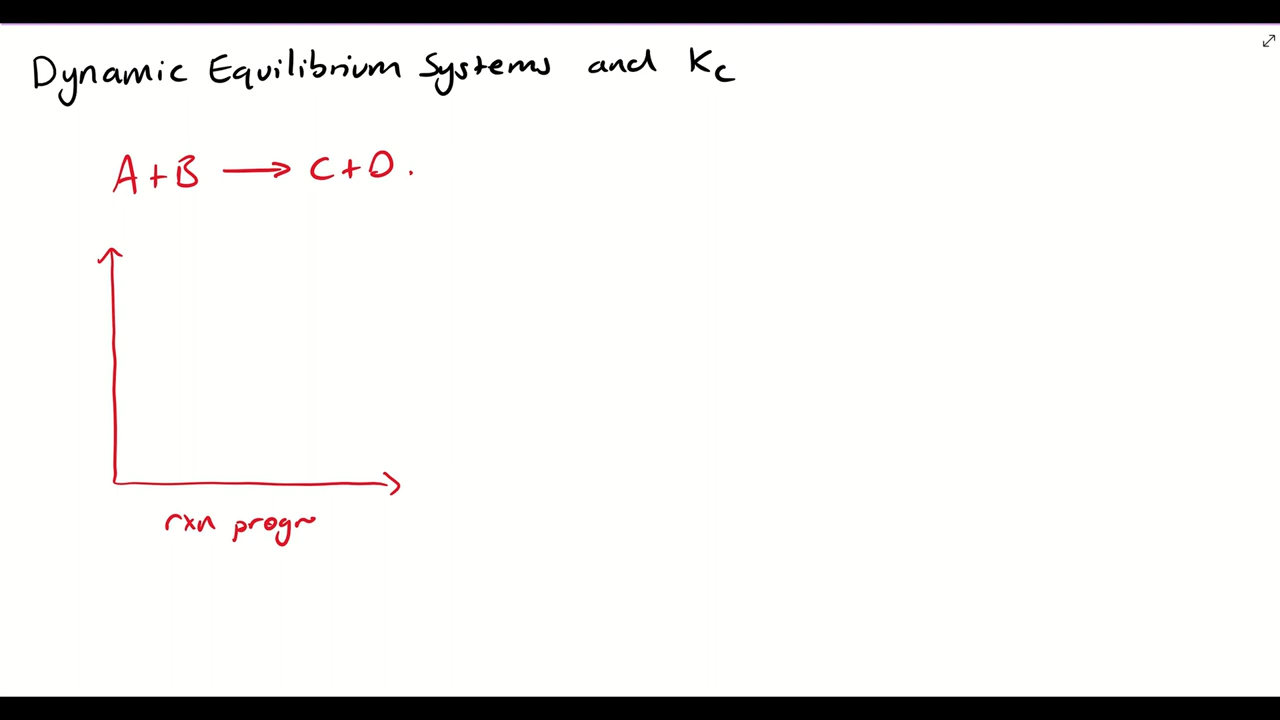 Dynamic Equilibrium Systems and Kc
A + B → C + D .
rxn progr